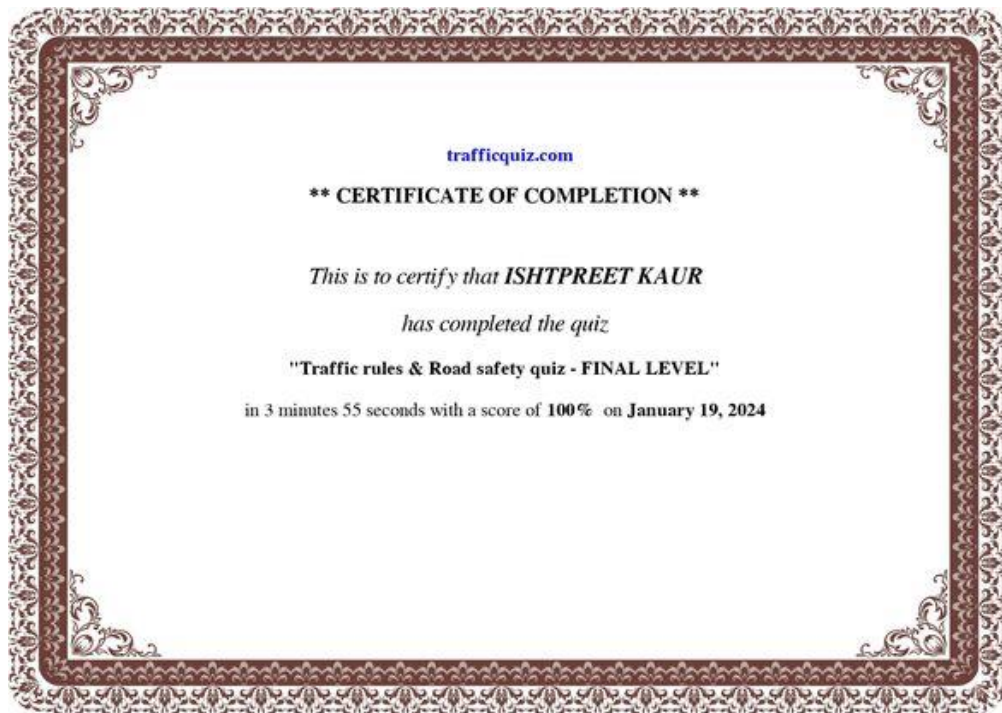 trafficquiz.com
** CERTIFICATE OF COMPLETION **
This is to certify that ISHTPREET KAUR
has completed the quiz
"Traffic rules & Road safety quiz - FINAL LEVEL"
in 3 minutes 55 seconds with a score of 100% on January 19, 2024